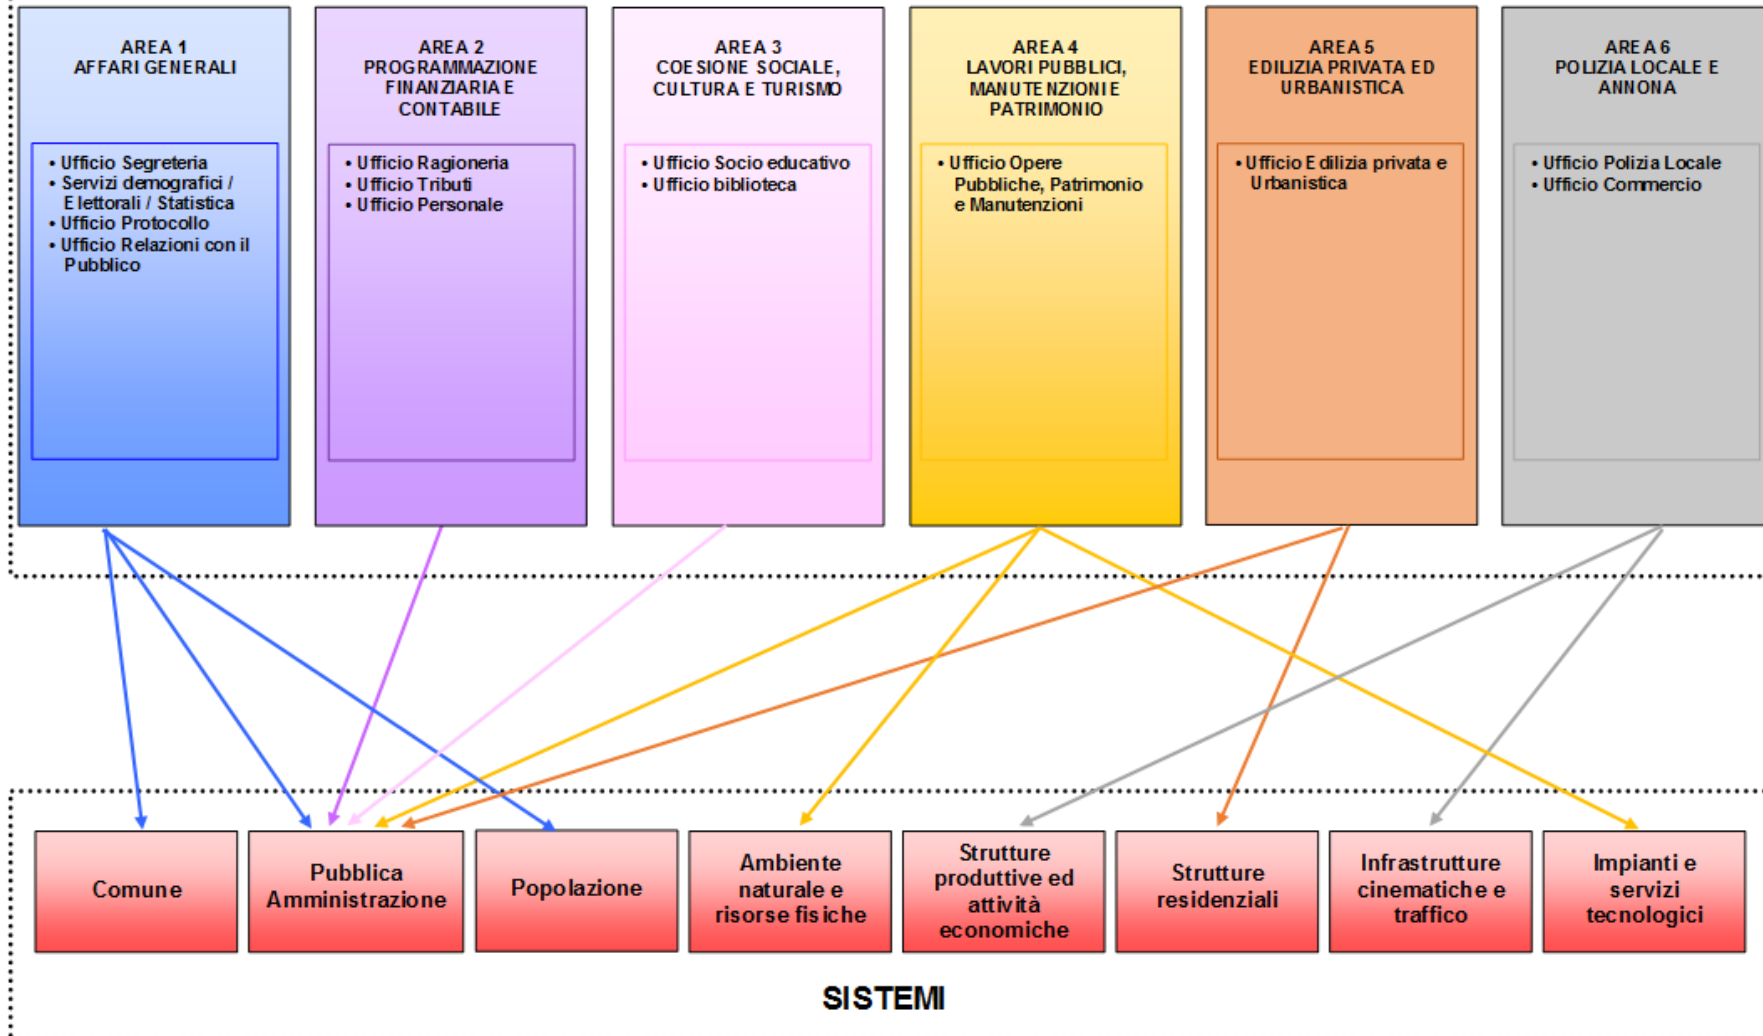 AREA 1
AFFARI GENERALI
• Ufficio Segreteria
• Servizi demografici /
Elettorali / Statistica
• Ufficio Protocollo
• Ufficio Relazioni con il
Pubblico
AREA 2
PROGRAMMAZIONE
FINANZIARIA E
CONTABILE
• Ufficio Ragioneria
• Ufficio Tributi
• Ufficio Personale
AREA 3
COESIONE SOCIALE,
CULTURA E TURISMO
• Ufficio Socio educativo
• Ufficio biblioteca
AREA 4
LAVORI PUBBLICI,
MANUTENZIONI E
PATRIMONIO
• Ufficio Opere
Pubbliche, Patrimonio
e Manutenzioni
AREA 5
EDILIZIA PRIVATA ED
URBANISTICA
• Ufficio Edilizia privata e
Urbanistica
AREA 6
POLIZIA LOCALE E
ANNONA
• Ufficio Polizia Locale
• Ufficio Commercio
Comune
Pubblica
Amministrazione
Popolazione
Ambiente
naturale e
risorse fisiche
Strutture
produttive ed
attività
economiche
Strutture
residenziali
Infrastrutture
cinematiche e
traffico
Impianti e
servizi
tecnologici
SISTEMI